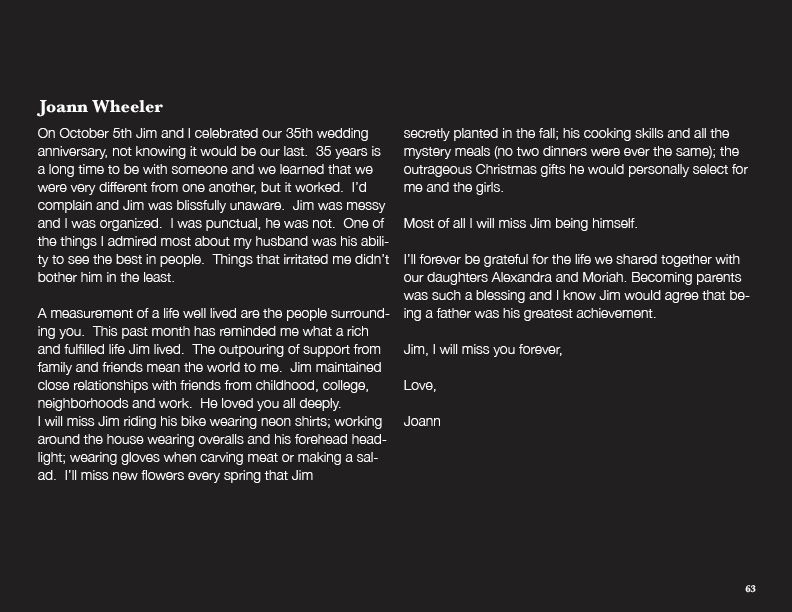 Joann Wheeler
On October 5th Jim and I celebrated our 35th wedding
anniversary, not knowing it would be our last.  35 years is
a long time to be with someone and we learned that we
were very different from one another, but it worked.  I'd
complain and Jim was blissfully unaware.  Jim was messy
and I was organized.  I was punctual, he was not.  One of
the things I admired most about my husband was his abili-
ty to see the best in people.  Things that irritated me didn't
bother him in the least.

A measurement of a life well lived are the people surround-
ing you.  This past month has reminded me what a rich
and fulfilled life Jim lived.  The outpouring of support from
family and friends mean the world to me.  Jim maintained
close relationships with friends from childhood, college,
neighborhoods and work.  He loved you all deeply.
I will miss Jim riding his bike wearing neon shirts; working
around the house wearing overalls and his forehead head-
light; wearing gloves when carving meat or making a sal-
ad.  I'll miss new flowers every spring that Jim
secretly planted in the fall; his cooking skills and all the
mystery meals (no two dinners were ever the same); the
outrageous Christmas gifts he would personally select for
me and the girls.

Most of all I will miss Jim being himself.

I'll forever be grateful for the life we shared together with
our daughters Alexandra and Moriah. Becoming parents
was such a blessing and I know Jim would agree that be-
ing a father was his greatest achievement.

Jim, I will miss you forever,

Love,

Joann

63